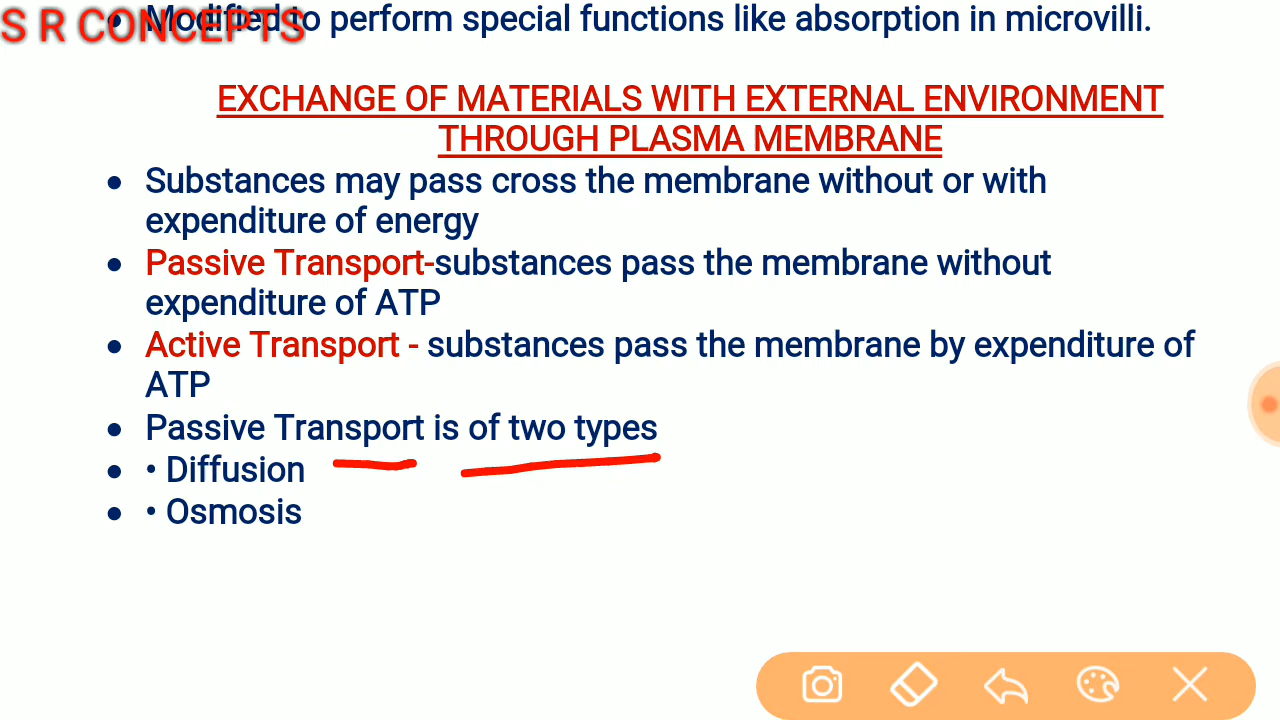 S R CONCEPTS
● Modified to perform special functions like absorption in microvilli.
EXCHANGE OF MATERIALS WITH EXTERNAL ENVIRONMENT
THROUGH PLASMA MEMBRANE
● Substances may pass cross the membrane without or with
expenditure of energy
● Passive Transport-substances pass the membrane without
expenditure of ATP
● Active Transport - substances pass the membrane by expenditure of
ATP
● Passive Transport is of two types
● • Diffusion
● • Osmosis